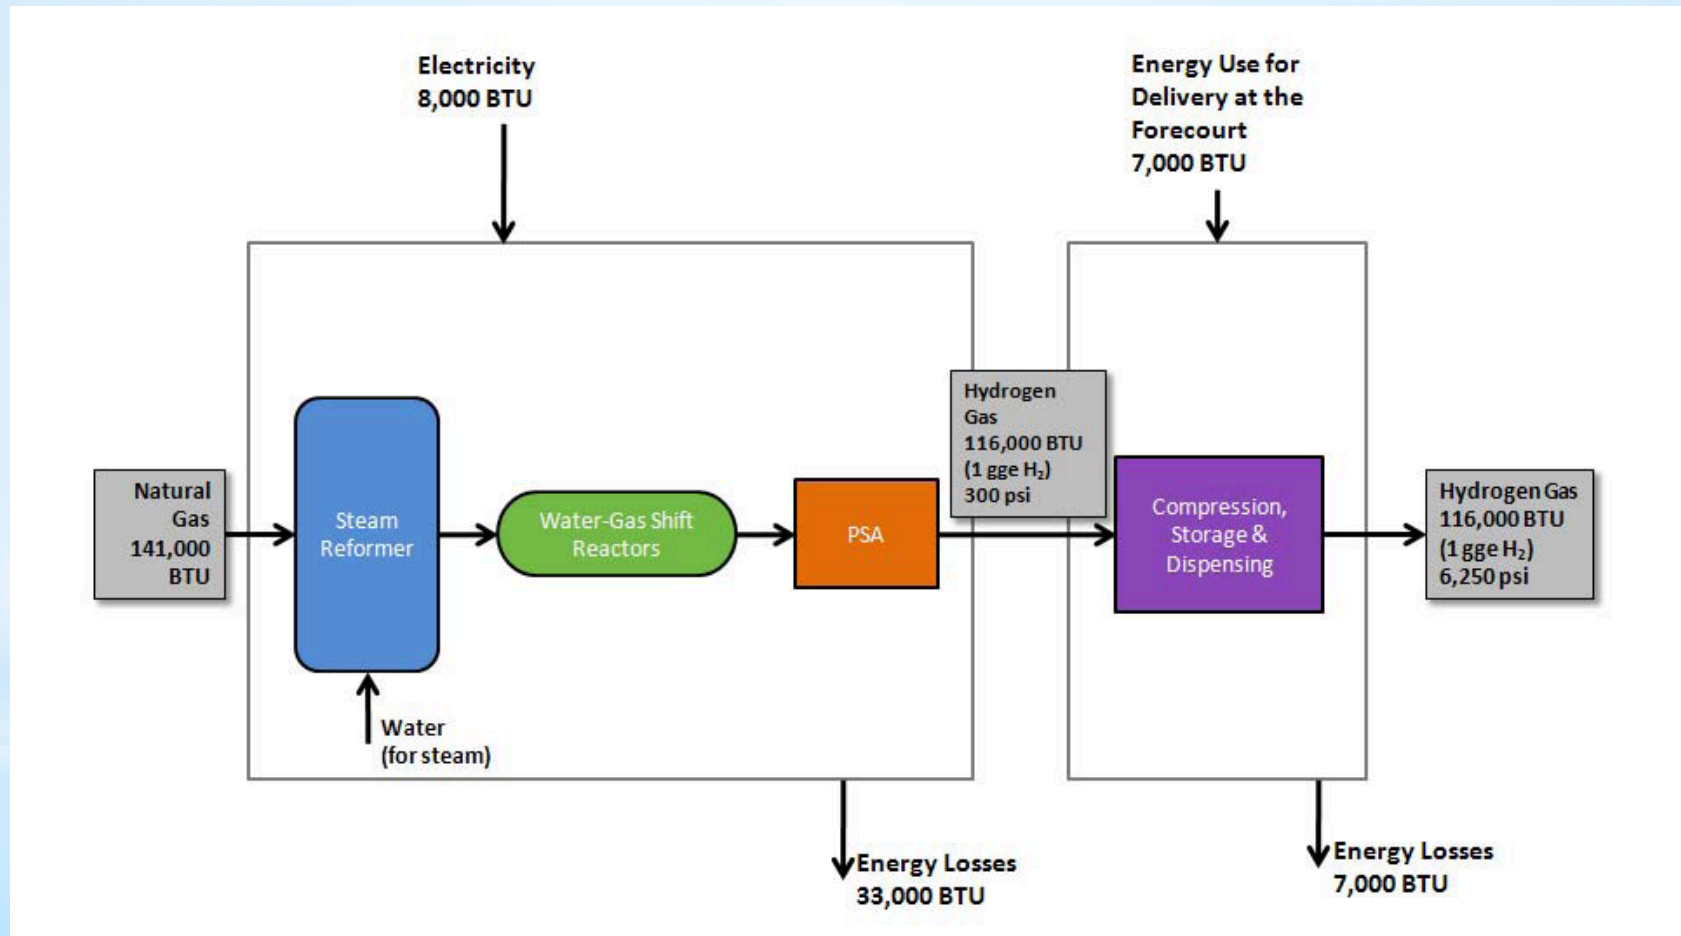 Electricity
8,000 BTU
Energy Use for
Delivery at the
Forecourt
7,000 BTU
Natural
Gas
141,000
BTU
Steam
Reformer
Water-Gas Shift
Reactors
PSA
Hydrogen
Gas
116,000 BTU
(1 gge H₂)
300 psi
Compression,
Storage &
Dispensing
Hydrogen Gas
116,000 BTU
(1 gge H₂)
6,250 psi
Water
(for steam)
Energy Losses
33,000 BTU
Energy Losses
7,000 BTU